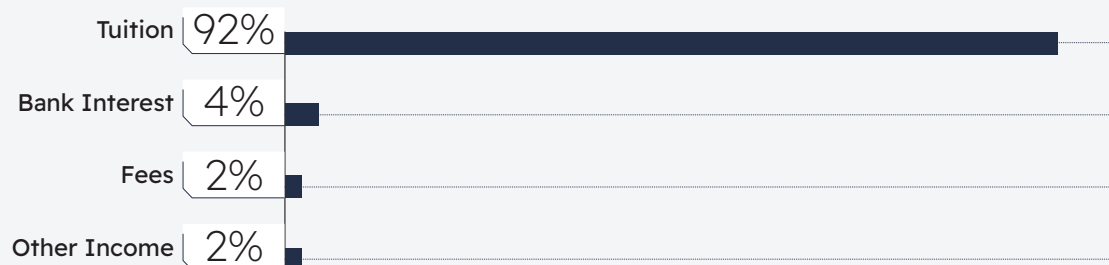 Tuition 92%
Bank Interest 4%
Fees 2%
Other Income 2%